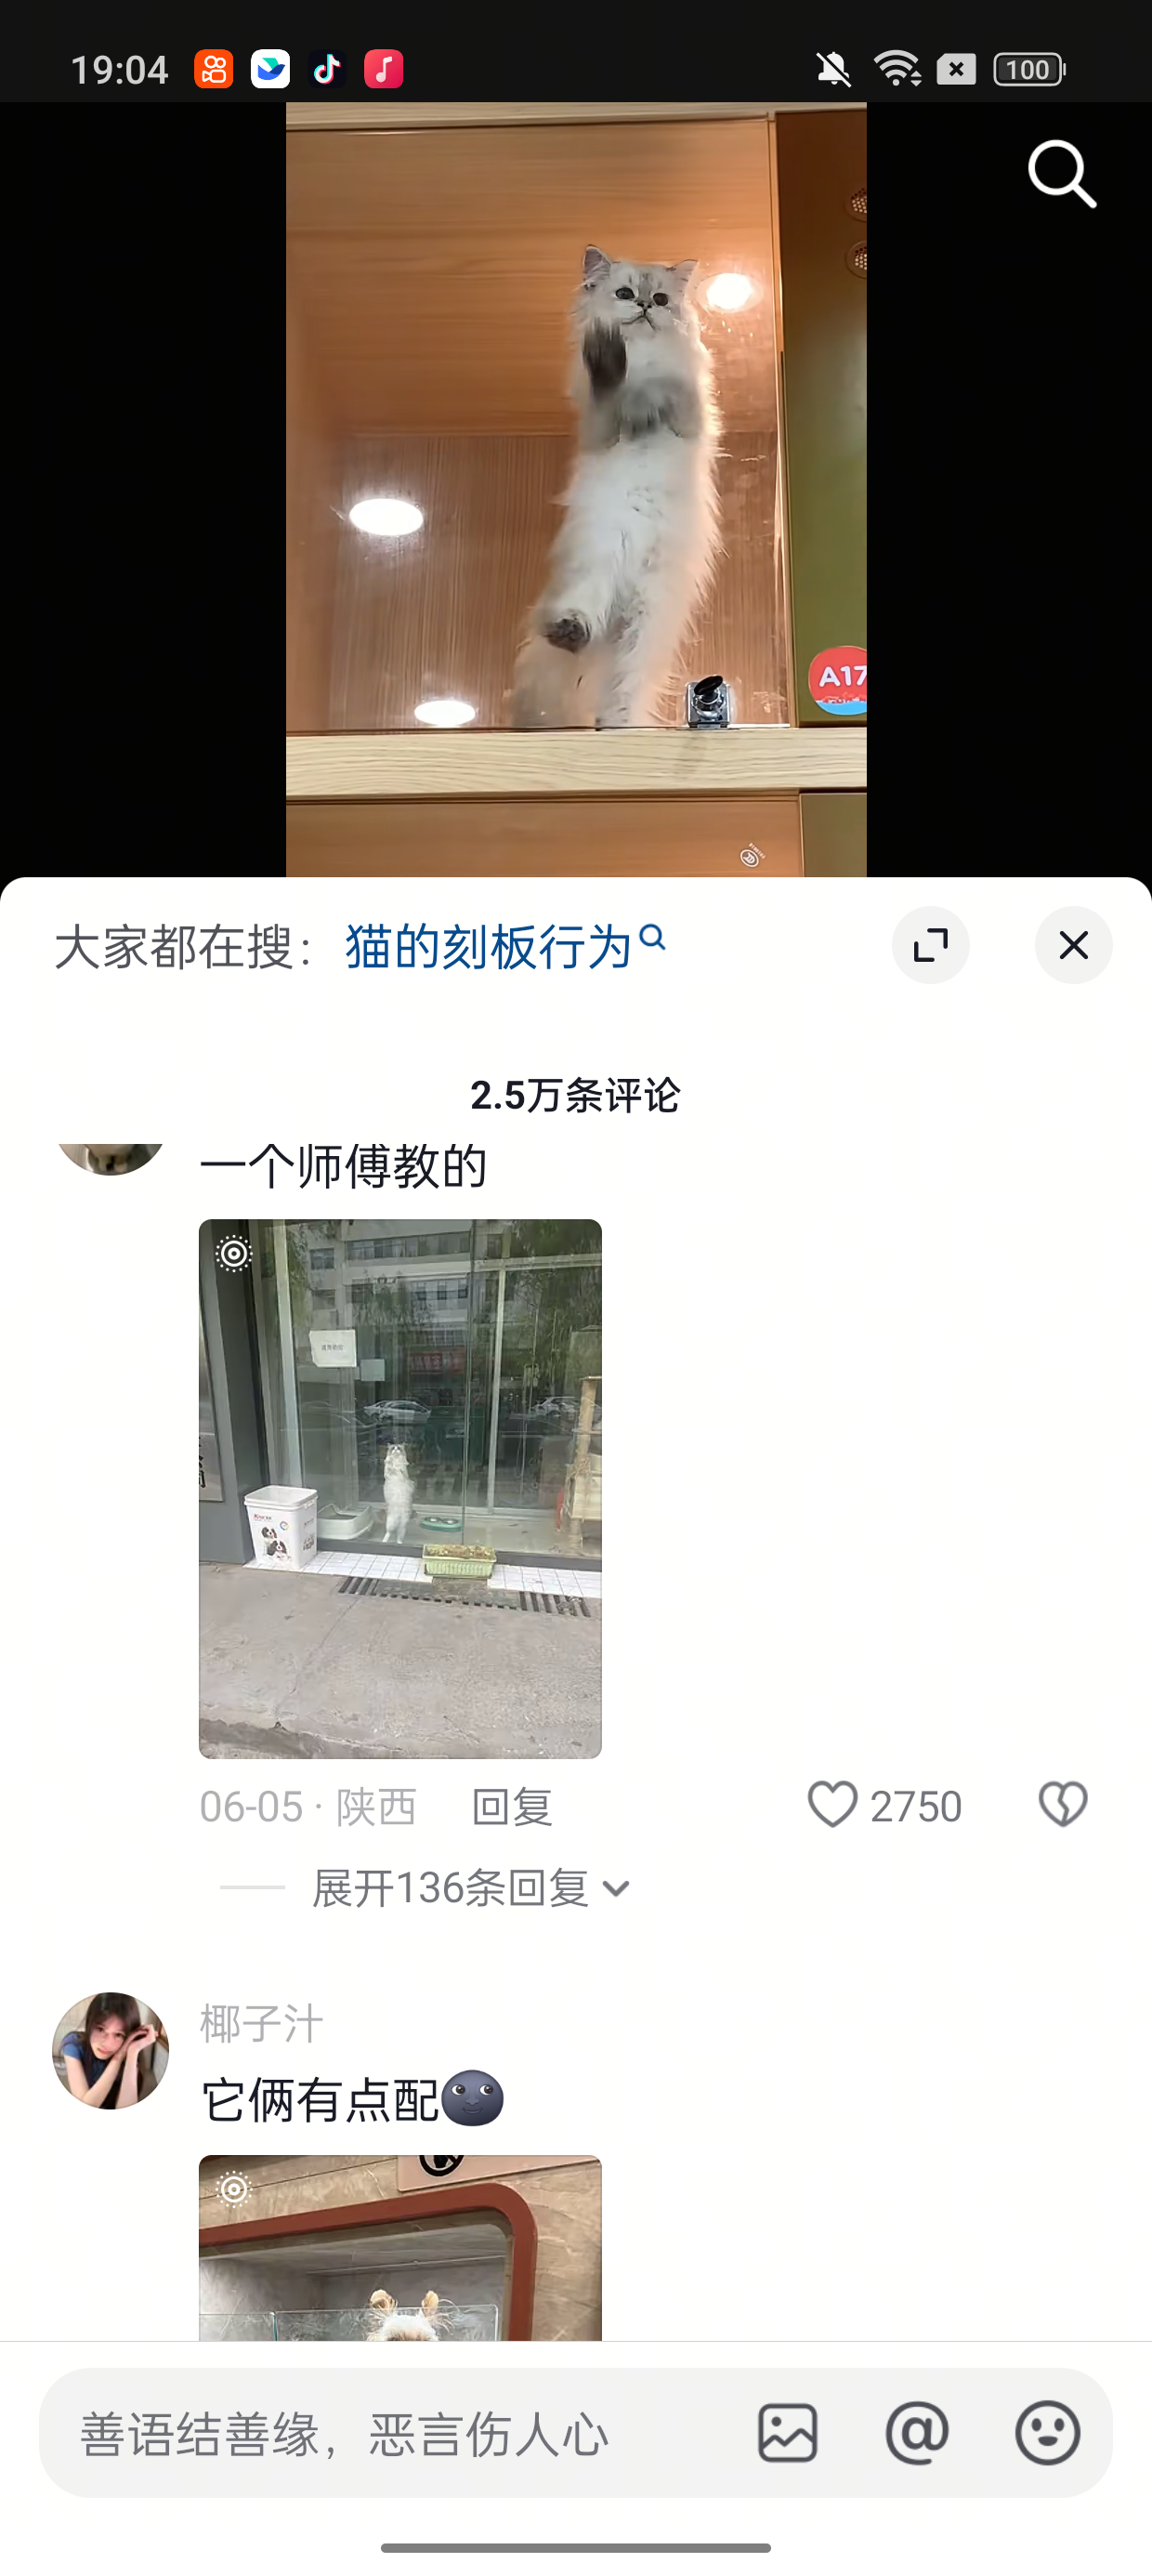 19:04
100
A17
大家都在搜：猫的刻板行为
2.5万条评论
一个师傅教的
06-05 · 陕西 回复
2750
展开136条回复
椰子汁
它俩有点配
善语结善缘，恶言伤人心